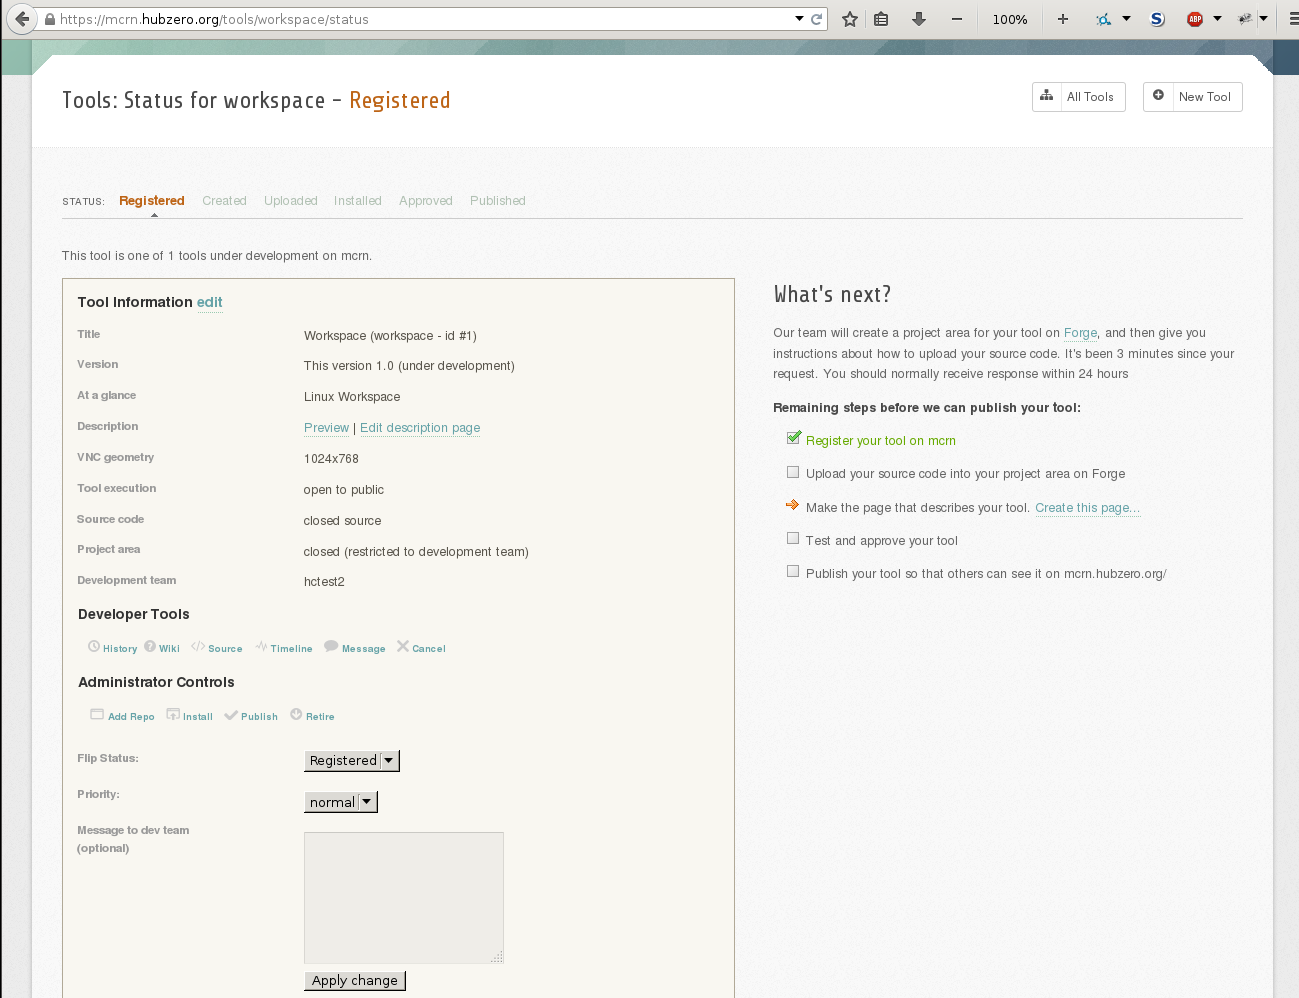 https://mcrn.hubzero.org/tools/workspace/status
100%
S
ABP
Tools: Status for workspace - Registered
All Tools
New Tool
STATUS: Registered Created Uploaded Installed Approved Published
This tool is one of 1 tools under development on mcrn.
Tool Information edit
Title Workspace (workspace - id #1)
Version This version 1.0 (under development)
At a glance Linux Workspace
Description Preview | Edit description page
VNC geometry 1024x768
Tool execution open to public
Source code closed source
Project area closed (restricted to development team)
Development team hctest2
Developer Tools
History Wiki Source Timeline Message Cancel
Administrator Controls
Add Repo Install Publish Retire
Flip Status: Registered
Priority: normal
Message to dev team
(optional)
Apply change
What's next?
Our team will create a project area for your tool on Forge, and then give you
instructions about how to upload your source code. It's been 3 minutes since your
request. You should normally receive response within 24 hours
Remaining steps before we can publish your tool:
Register your tool on mcrn
Upload your source code into your project area on Forge
Make the page that describes your tool. Create this page...
Test and approve your tool
Publish your tool so that others can see it on mcrn.hubzero.org/